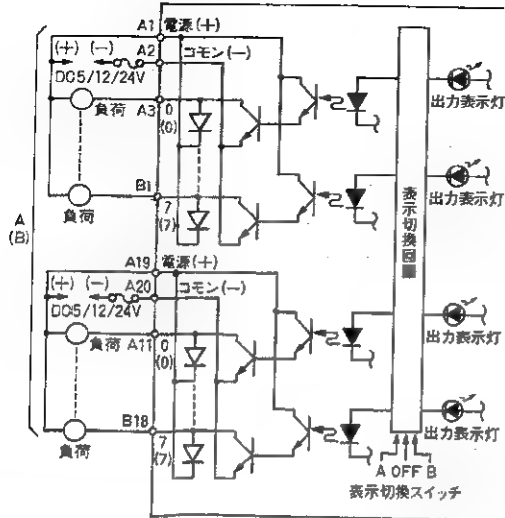 A1 電源(+)
(+) (-) A2 コモン(-)
DC5/12/24V
負荷 A3 0
(0)
出力表示灯
B1
負荷 7
(7)
出力表示灯
A
(B)
表示切換回路
A19 電源(+)
(+) (-) A20 コモン(-)
DC5/12/24V
負荷 A11 0
(0)
出力表示灯
B18
負荷 7
(7)
出力表示灯
A OFF B
表示切換スイッチ